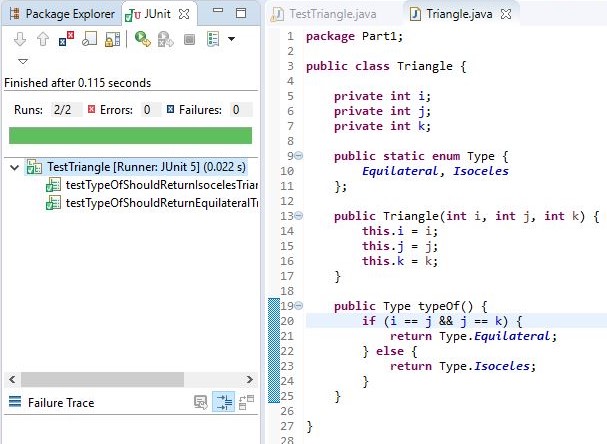 Package Explorer JUnit
Finished after 0.115 seconds
Runs: 2/2 Errors: 0 Failures: 0
TestTriangle [Runner: JUnit 5] (0.022 s)
testTypeOfShouldReturnIsocelesTriar
testTypeOfShouldReturnEquilateralTr
Failure Trace
TestTriangle.java Triangle.java
1 package Part1;
2
3 public class Triangle {
4
5 private int i;
6 private int j;
7 private int k;
8
9 public static enum Type {
10 Equilateral, Isoceles
11 };
12
13 public Triangle(int i, int j, int k) {
14 this.i = i;
15 this.j = j;
16 this.k = k;
17 }
18
19 public Type typeOf() {
20 if (i == j && j == k) {
21 return Type.Equilateral;
22 } else {
23 return Type.Isoceles;
24 }
25 }
26
27 }
28